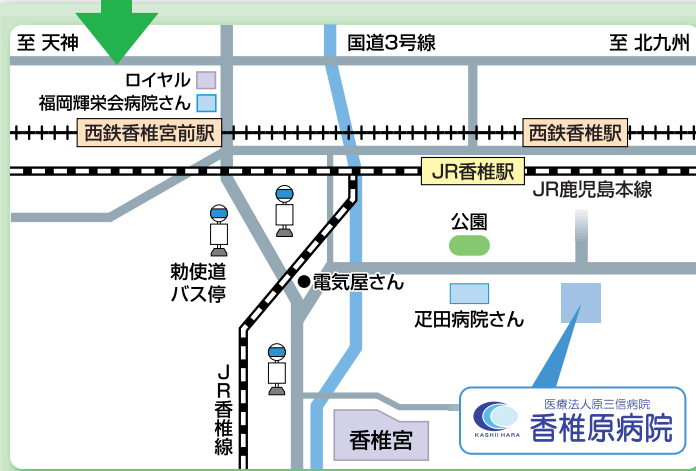 至 天神
国道3号線
至 北九州
ロイヤル
福岡輝栄会病院さん
西鉄香椎宮前駅
西鉄香椎駅
JR香椎駅
JR鹿児島本線
公園
勅使道
バス停
電気屋さん
疋田病院さん
JR香椎線
香椎宮
KASHII HARA
医療法人原三信病院
香椎原病院